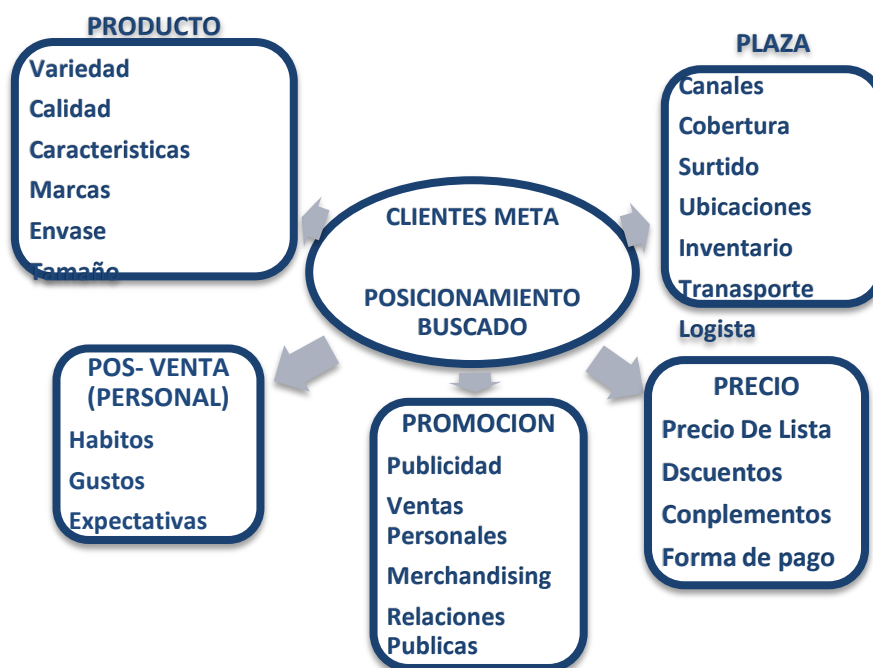 PRODUCTO
Variedad
Calidad
Caracteristicas
Marcas
Envase
Tamaño
PLAZA
Canales
Cobertura
Surtido
Ubicaciones
Inventario
Tranasporte
Logista
CLIENTES META
POSICIONAMIENTO
BUSCADO
POS- VENTA
(PERSONAL)
Habitos
Gustos
Expectativas
PROMOCION
Publicidad
Ventas
Personales
Merchandising
Relaciones
Publicas
PRECIO
Precio De Lista
Dscuentos
Conplementos
Forma de pago